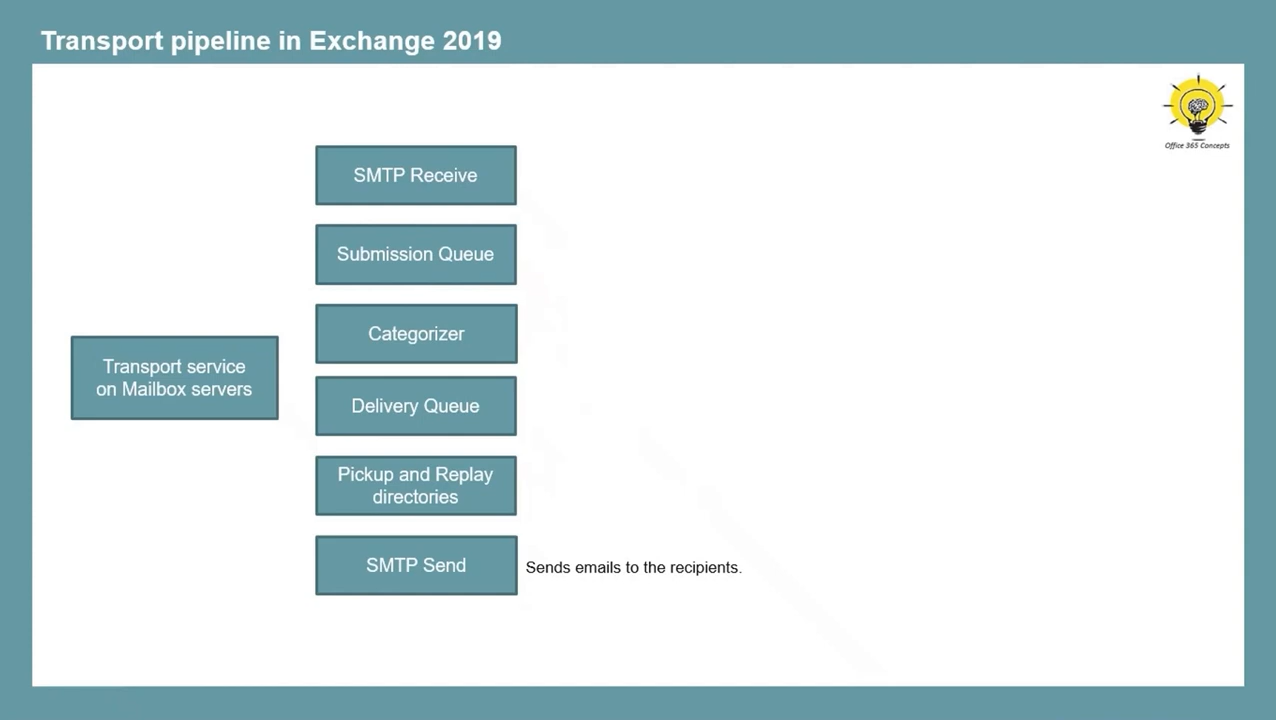 Transport pipeline in Exchange 2019
Office 365 Concepts
SMTP Receive
Submission Queue
Categorizer
Transport service
on Mailbox servers
Delivery Queue
Pickup and Replay
directories
SMTP Send
Sends emails to the recipients.